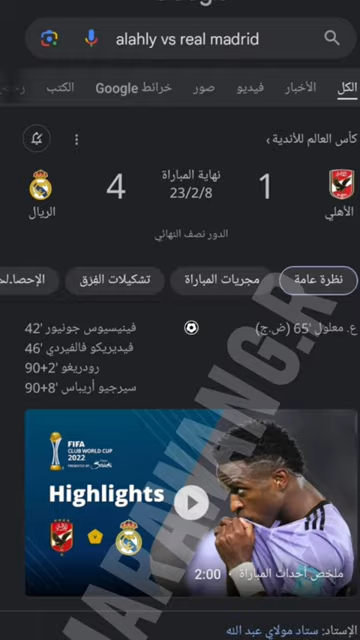 alahly vs real madrid
الكل
الأخبار
فيديو
صور
خرائط Google
الكتب
كأس العالم للأندية
نهاية المباراة
4
1
23/2/8
الريال
الأهلي
الدور نصف النهائي
نظرة عامة
مجريات المباراة
تشكيلات الفِرَق
ع. معلول '65 (ض.ج)
فينيسيوس جونيور '42
فيديريكو فالفيردي '46
رودريغو '2+90
سيرجيو أريباس '8+90
FIFA
CLUB WORLD CUP
2022
Highlights
ملخص أحداث المباراة • 2:00
الإستاد: ستاد مولاي عبد الله